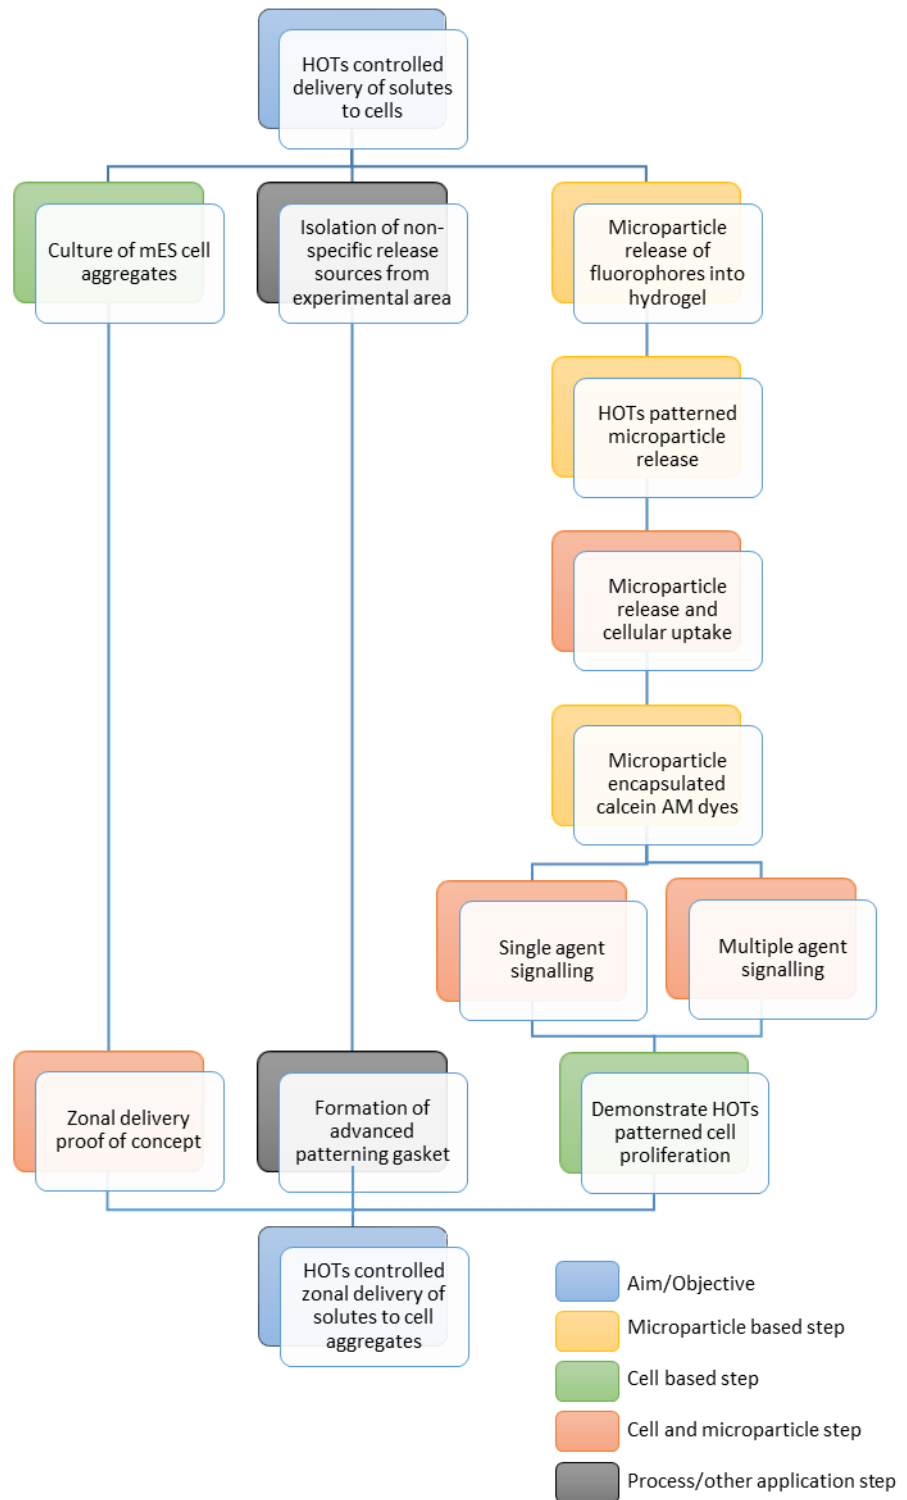 HOTs controlled
delivery of solutes
to cells
Culture of mES cell
aggregates
Isolation of non-
specific release
sources from
experimental area
Microparticle
release of
fluorophores into
hydrogel
HOTs patterned
microparticle
release
Microparticle
release and
cellular uptake
Microparticle
encapsulated
calcein AM dyes
Single agent
signalling
Multiple agent
signalling
Zonal delivery
proof of concept
Formation of
advanced
patterning gasket
Demonstrate HOTs
patterned cell
proliferation
HOTs controlled
zonal delivery of
solutes to cell
aggregates
Aim/Objective
Microparticle based step
Cell based step
Cell and microparticle step
Process/other application step